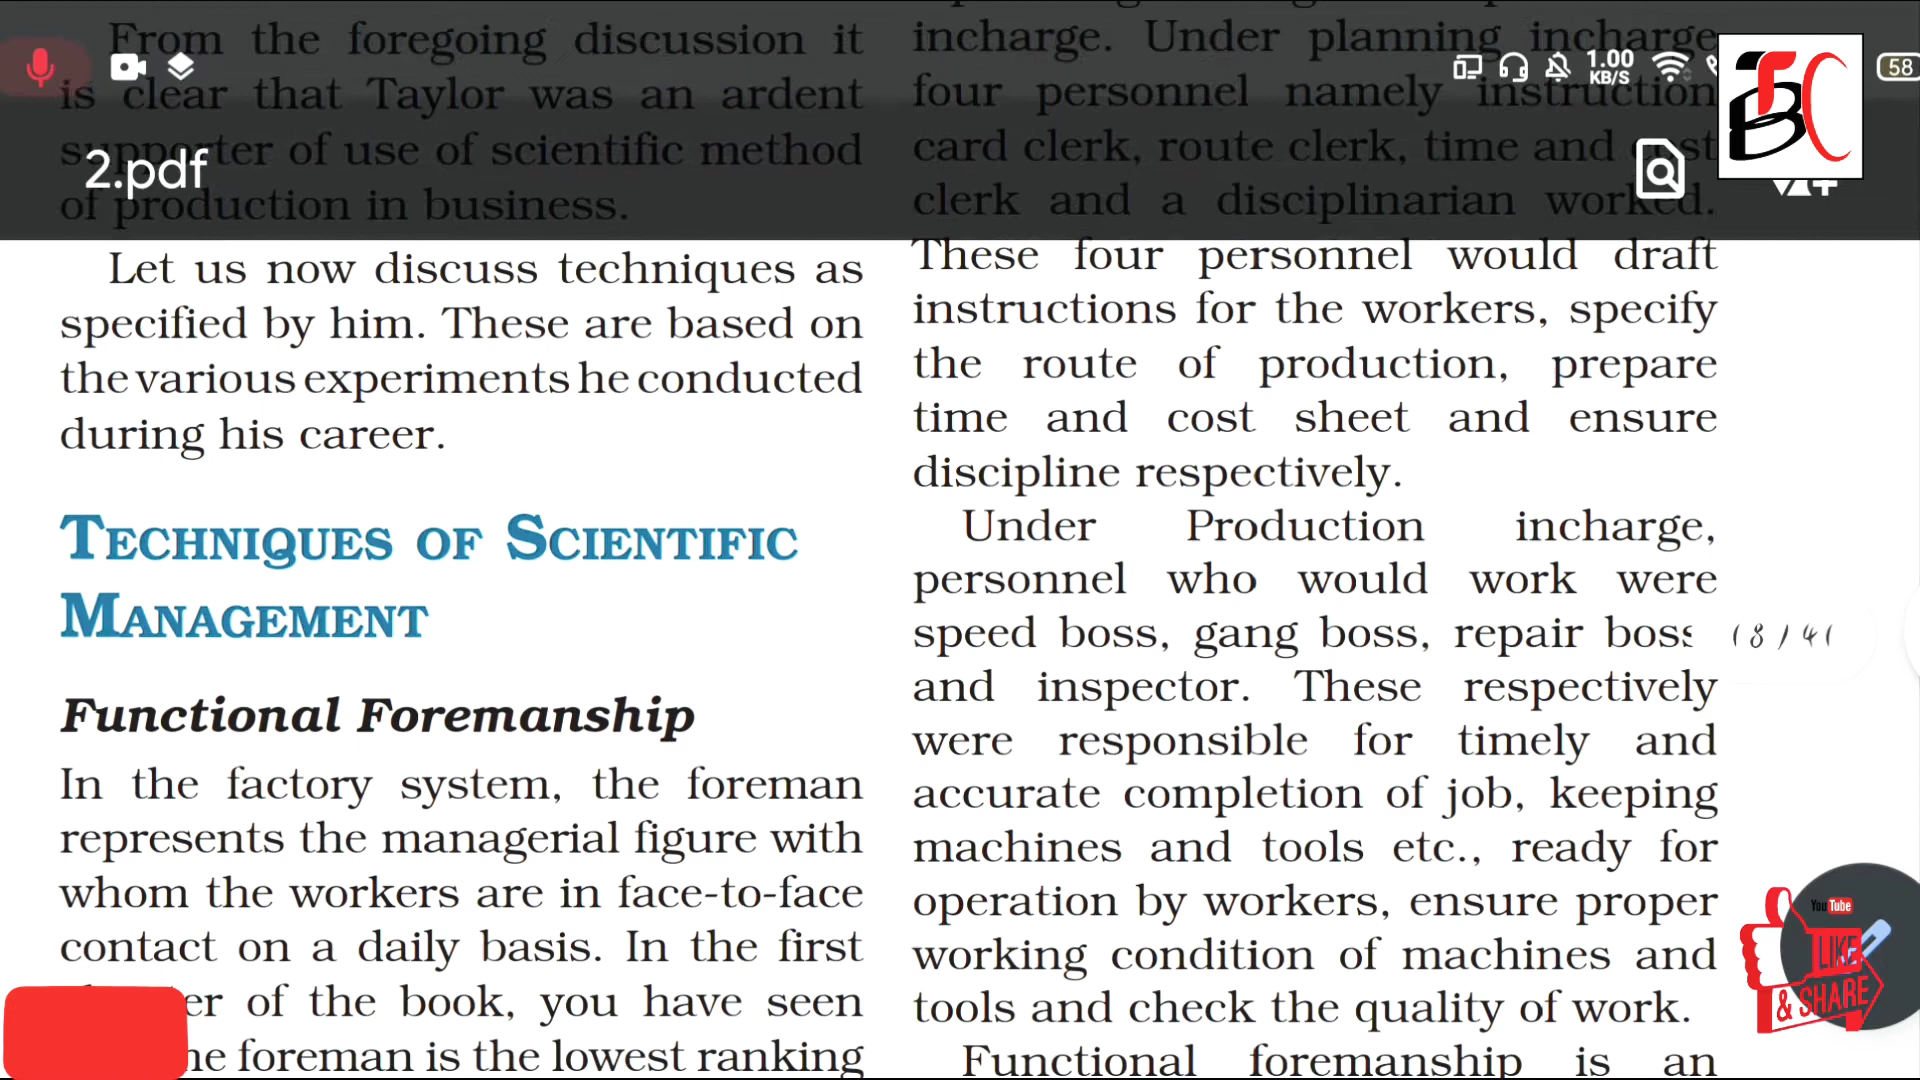 From the foregoing discussion it
is clear that Taylor was an ardent
supporter of use of scientific method
of production in business.
2.pdf
Let us now discuss techniques as
specified by him. These are based on
the various experiments he conducted
during his career.
TECHNIQUES OF SCIENTIFIC
MANAGEMENT
Functional Foremanship
In the factory system, the foreman
represents the managerial figure with
whom the workers are in face-to-face
contact on a daily basis. In the first
of the book, you have seen
foreman is the lowest ranking
1.00
KB/S
58
TBC
incharge. Under planning incharge
four personnel namely instruction
card clerk, route clerk, time and cost
clerk and a disciplinarian worked.
These four personnel would draft
instructions for the workers, specify
the route of production, prepare
time and cost sheet and ensure
discipline respectively.
Under Production incharge,
personnel who would work were
speed boss, gang boss, repair boss
and inspector. These respectively
were responsible for timely and
accurate completion of job, keeping
machines and tools etc., ready for
operation by workers, ensure proper
working condition of machines and
tools and check the quality of work.
Functional foremanship is an
YouTube
LIKE
& SHARE